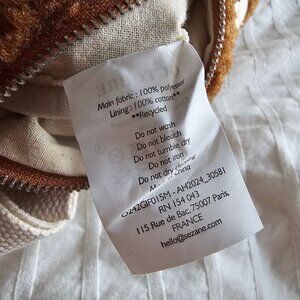 Main fabric : 100% polyester
Lining : 100% cotton**
**Recycled
Do not wash
Do not bleach
Do not tumble dry
Do not iron
Do not dry
China
G242QF015M - AH2024_30581
RN 154 043
115 Rue de Bac, 75007 Paris,
FRANCE
hello@sezane.com